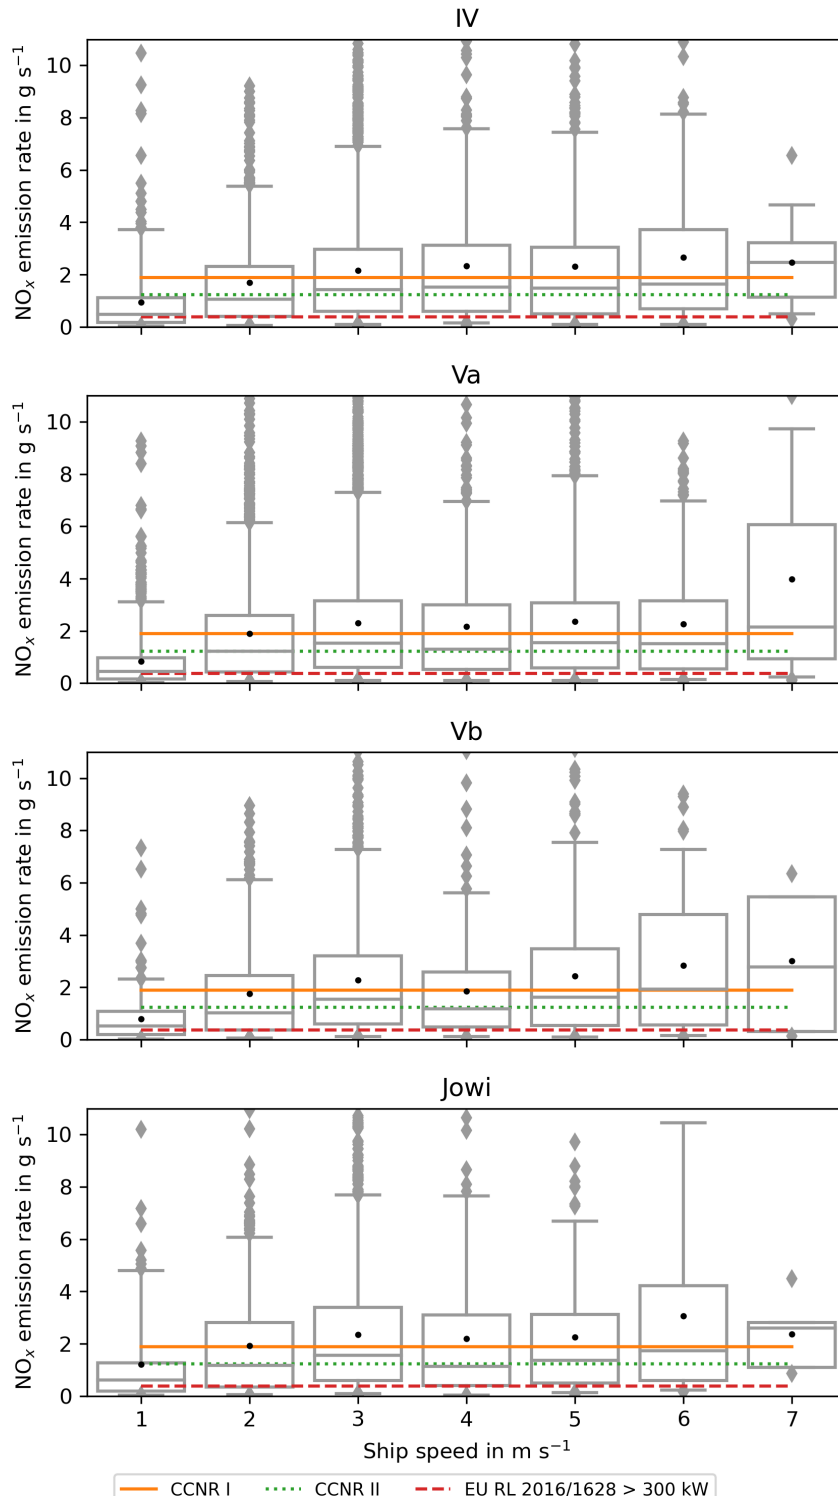 IV
NOx emission rate in g s−1
10
8
6
4
2
0
Va
NOx emission rate in g s−1
10
8
6
4
2
0
Vb
NOx emission rate in g s−1
10
8
6
4
2
0
Jowi
NOx emission rate in g s−1
10
8
6
4
2
0
1 2 3 4 5 6 7
Ship speed in m s−1
CCNR I CCNR II EU RL 2016/1628 > 300 kW